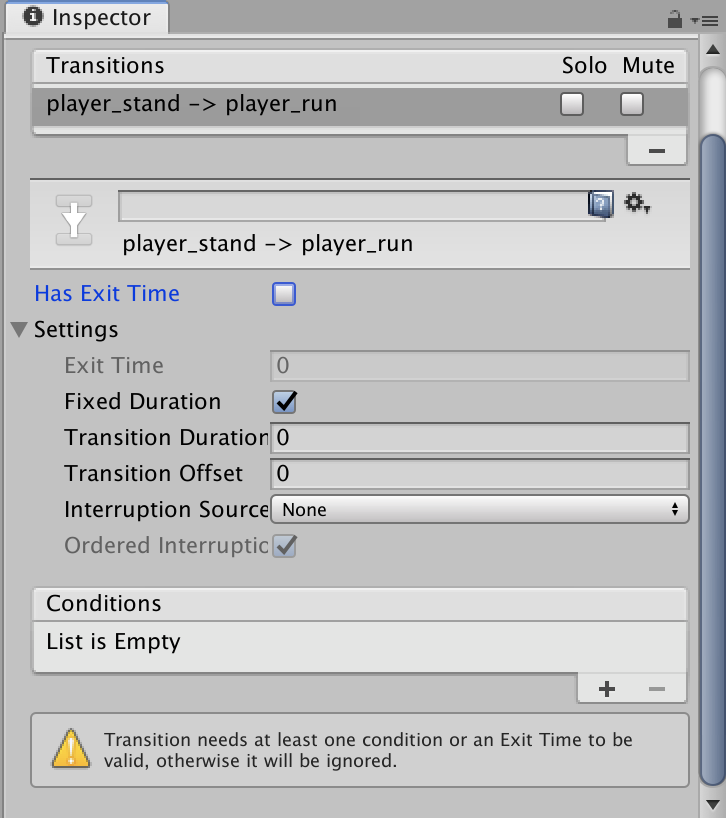 Inspector
Transitions Solo Mute
player_stand -> player_run
player_stand -> player_run
Has Exit Time
Settings
Exit Time 0
Fixed Duration
Transition Duration 0
Transition Offset 0
Interruption Source None
Ordered Interruptio
Conditions
List is Empty
Transition needs at least one condition or an Exit Time to be
valid, otherwise it will be ignored.